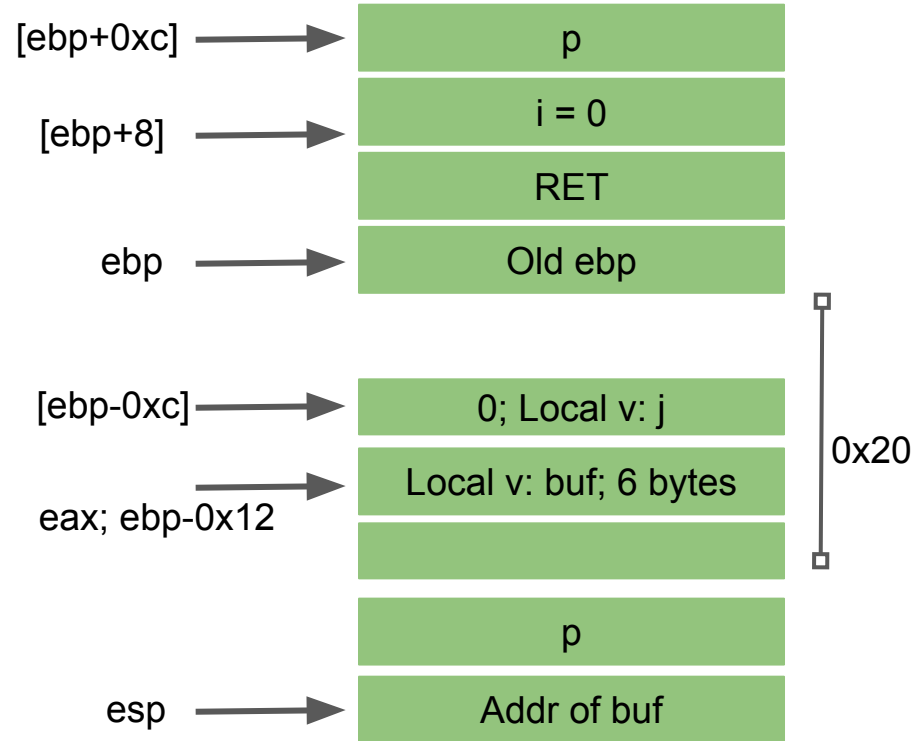 [ebp+0xc]
p
i = 0
[ebp+8]
RET
ebp
Old ebp
[ebp-0xc]
0; Local v: j
0x20
Local v: buf; 6 bytes
eax; ebp-0x12
p
esp
Addr of buf